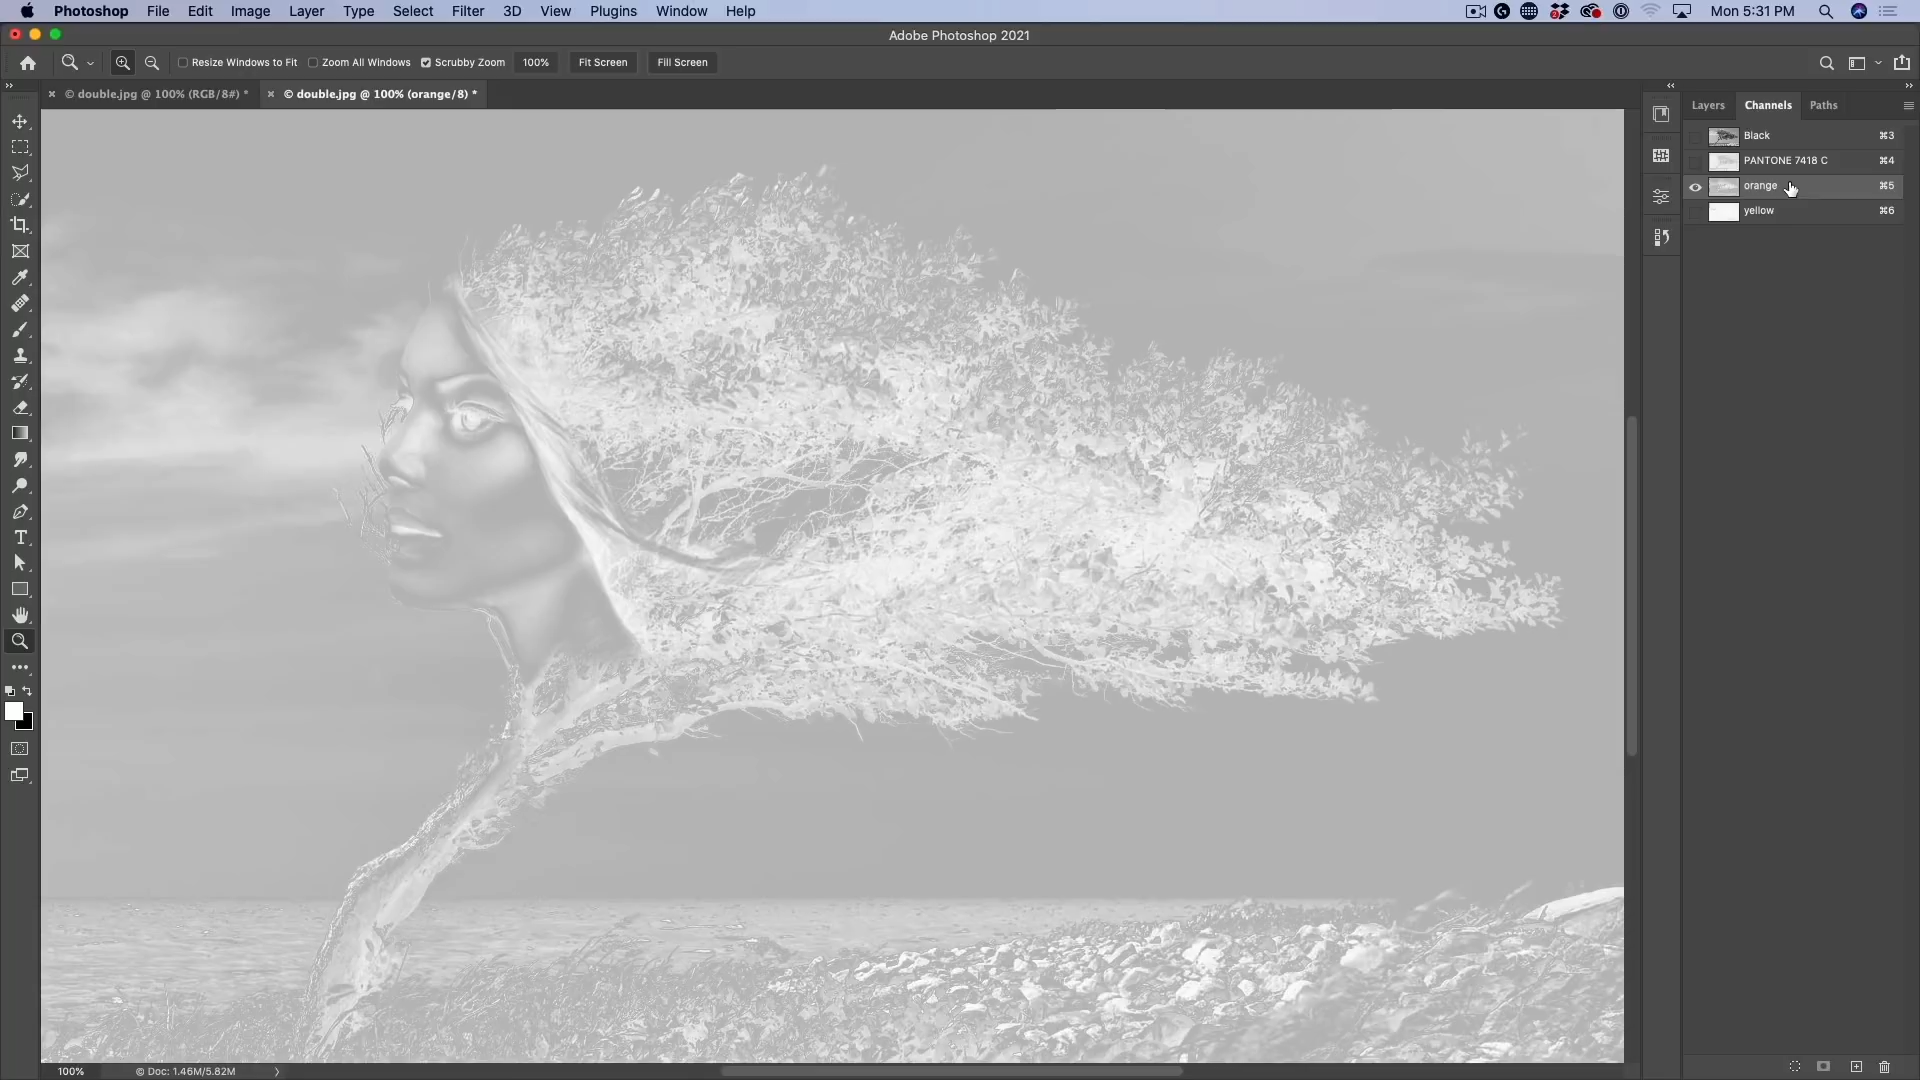 Photoshop File Edit Image Layer Type Select Filter 3D View Plugins Window Help
Mon 5:31 PM
Adobe Photoshop 2021
Resize Windows to Fit Zoom All Windows Scrubby Zoom 100% Fit Screen Fill Screen
© double.jpg @ 100% (RGB/8#) * © double.jpg @ 100% (orange/8) *
Layers Channels Paths
Black ⌘3
PANTONE 7418 C ⌘4
orange ⌘5
yellow ⌘6
100% © Doc: 1.46M/5.82M